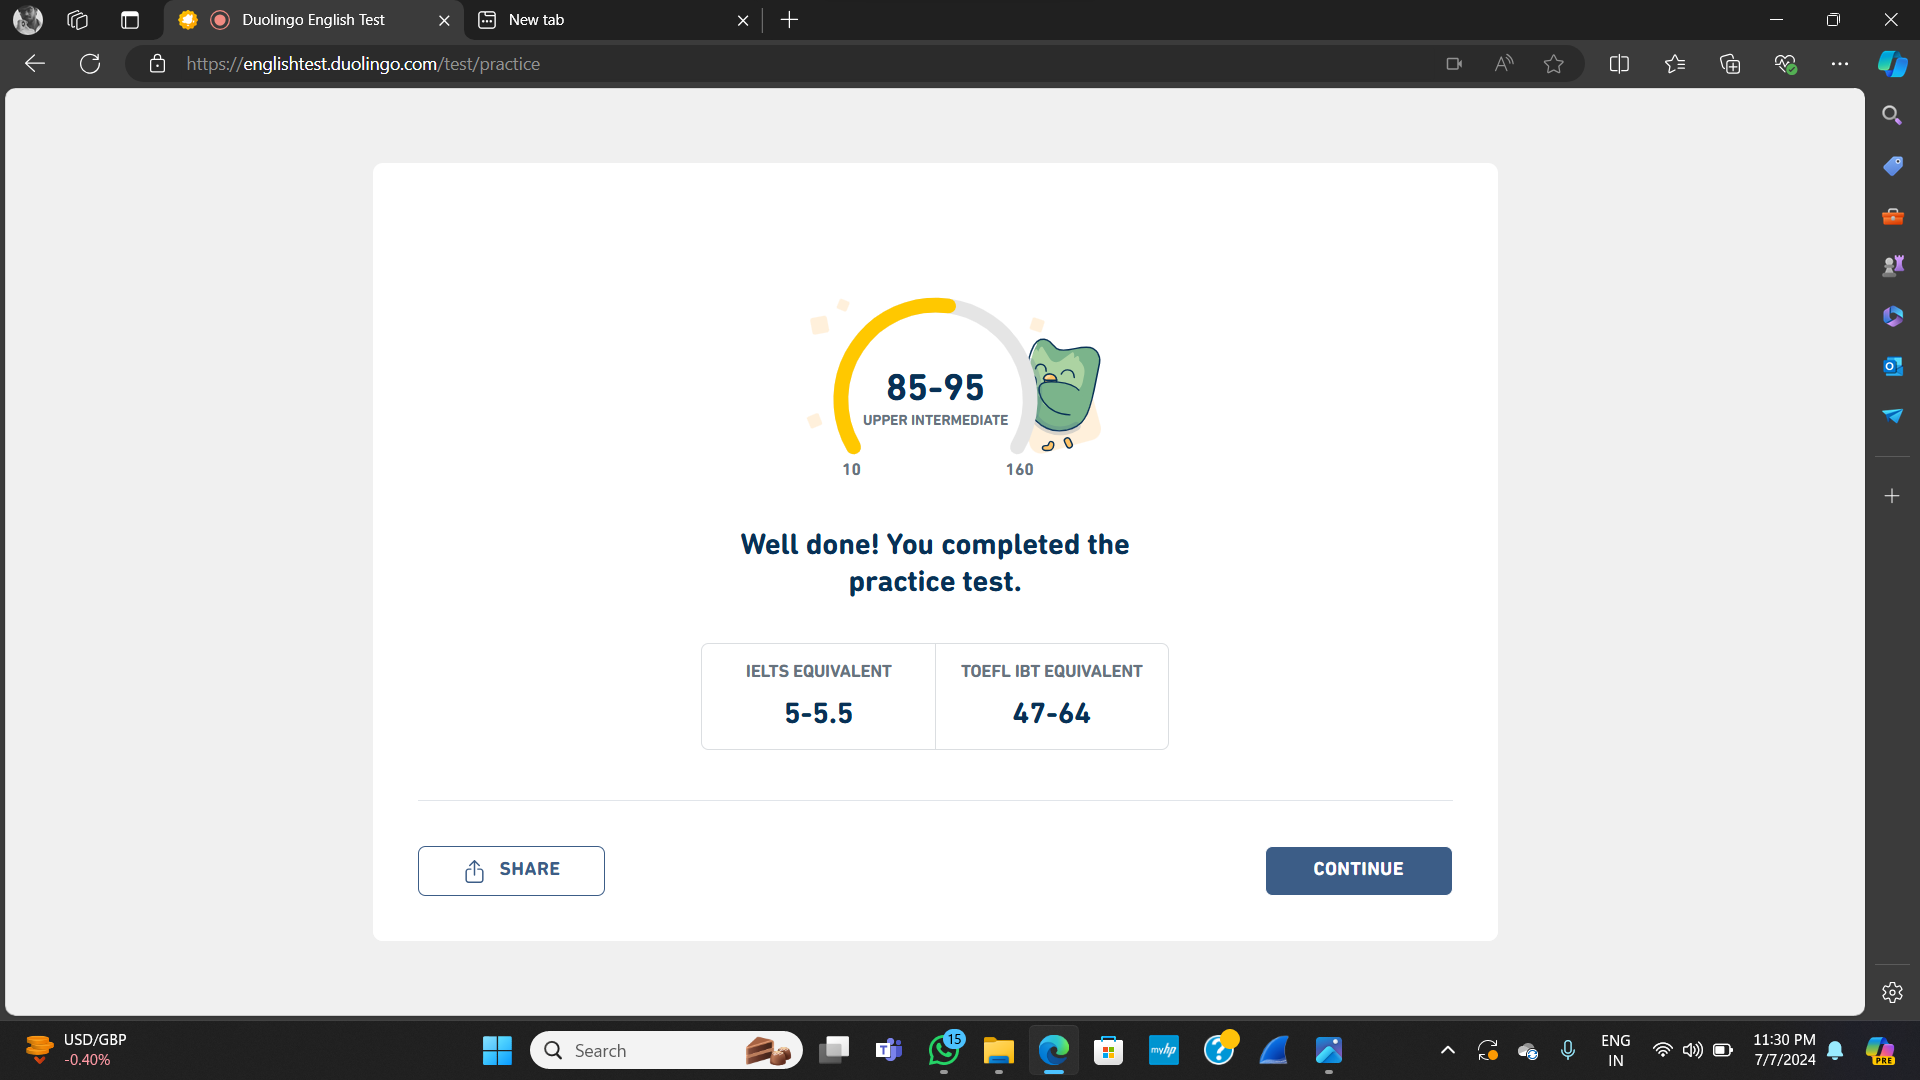 Duolingo English Test
New tab
https://englishtest.duolingo.com/test/practice
85-95
UPPER INTERMEDIATE
10
160
Well done! You completed the
practice test.
IELTS EQUIVALENT
5-5.5
TOEFL IBT EQUIVALENT
47-64
SHARE
CONTINUE
USD/GBP
-0.40%
Search
15
myhp
ENG
IN
11:30 PM
7/7/2024
PRE